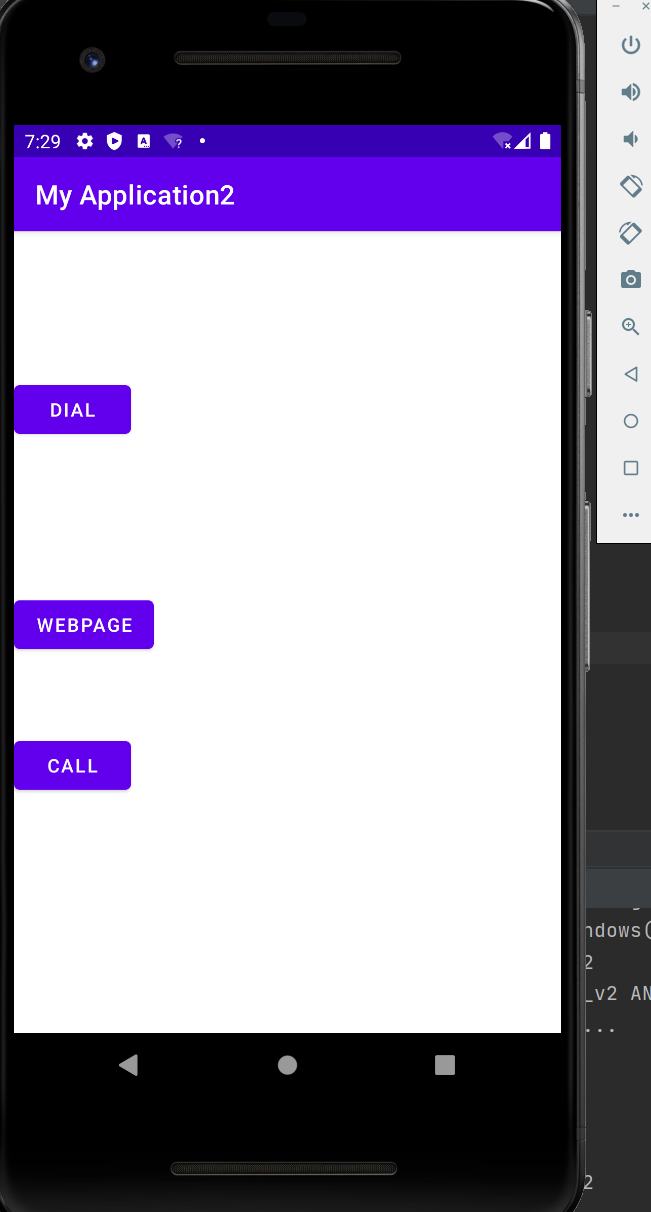 7:29
My Application2
DIAL
WEBPAGE
CALL
ndows(
2
_v2 AN
...
2